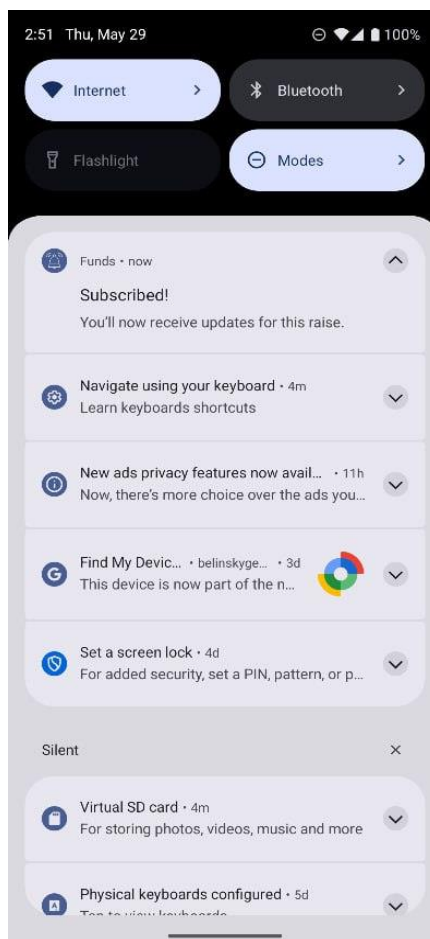 2:51 Thu, May 29 100%
Internet
Bluetooth
Flashlight
Modes
Funds • now
Subscribed!
You'll now receive updates for this raise.
Navigate using your keyboard • 4m
Learn keyboards shortcuts
New ads privacy features now avail... • 11h
Now, there's more choice over the ads you...
Find My Devic... • belinskyge... • 3d
This device is now part of the n...
Set a screen lock • 4d
For added security, set a PIN, pattern, or p...
Silent
Virtual SD card • 4m
For storing photos, videos, music and more
Physical keyboards configured • 5d
Tap to view keyboards